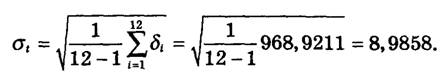 σ_t = √(1/(12 − 1) ∑_{i=1}^{12} δ_i) = √(1/(12 − 1) 968,9211) = 8,9858.